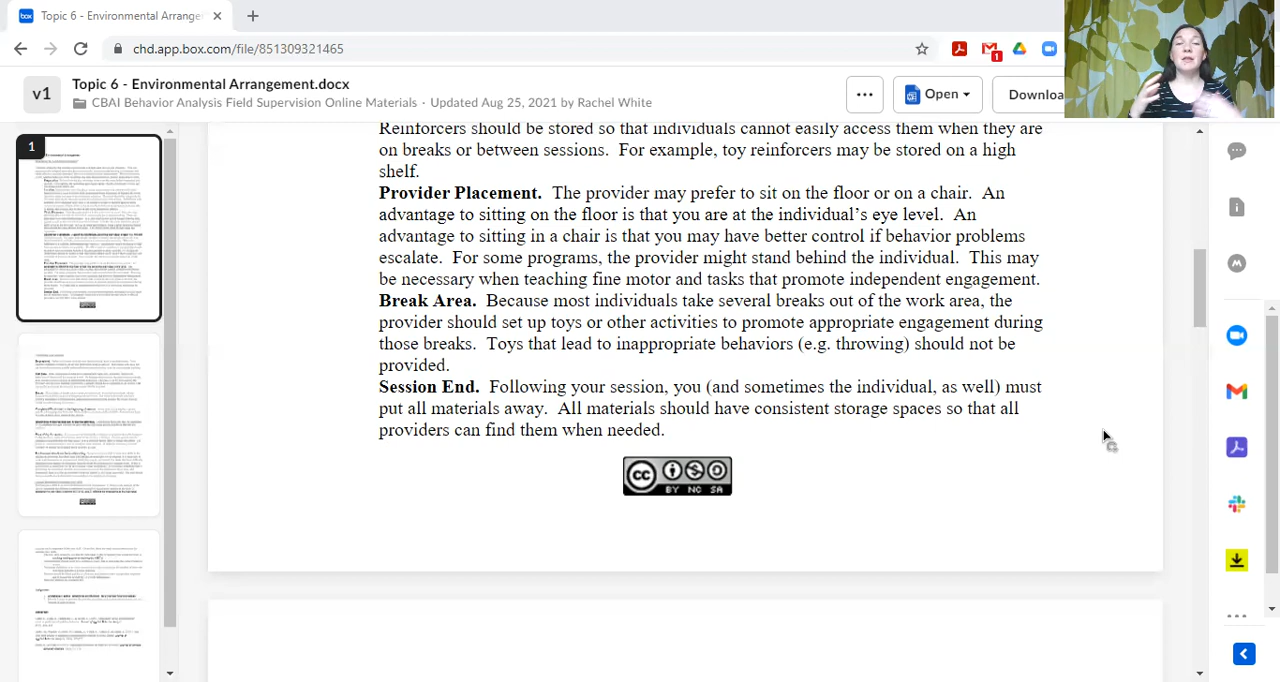 Topic 6 - Environmental Arrange
chd.app.box.com/file/851309321465
1
v1
Topic 6 - Environmental Arrangement.docx
CBAI Behavior Analysis Field Supervision Online Materials · Updated Aug 25, 2021 by Rachel White
Open
Downloa
1
Reinforcers should be stored so that individuals cannot easily access them when they are
on breaks or between sessions. For example, toy reinforcers may be stored on a high
shelf.
Provider Placement. The provider may prefer to sit on the floor or on a chair. An
advantage to sitting on the floor is that you are at the individual's eye level. An
advantage to sitting in a chair is that you may have more control if behavior problems
escalate. For some programs, the provider might sit behind the individual. This may
be necessary for teaching fine motor and tasks that promote independent engagement.
Break Area. Because most individuals take several breaks out of the work area, the
provider should set up toys or other activities to promote appropriate engagement during
those breaks. Toys that lead to inappropriate behaviors (e.g. throwing) should not be
provided.
Session End. Following your session, you (and sometimes the individual, as well) must
put all materials away. All materials should have consistent storage spaces so that all
providers can find them when needed.
CC
BY NC SA